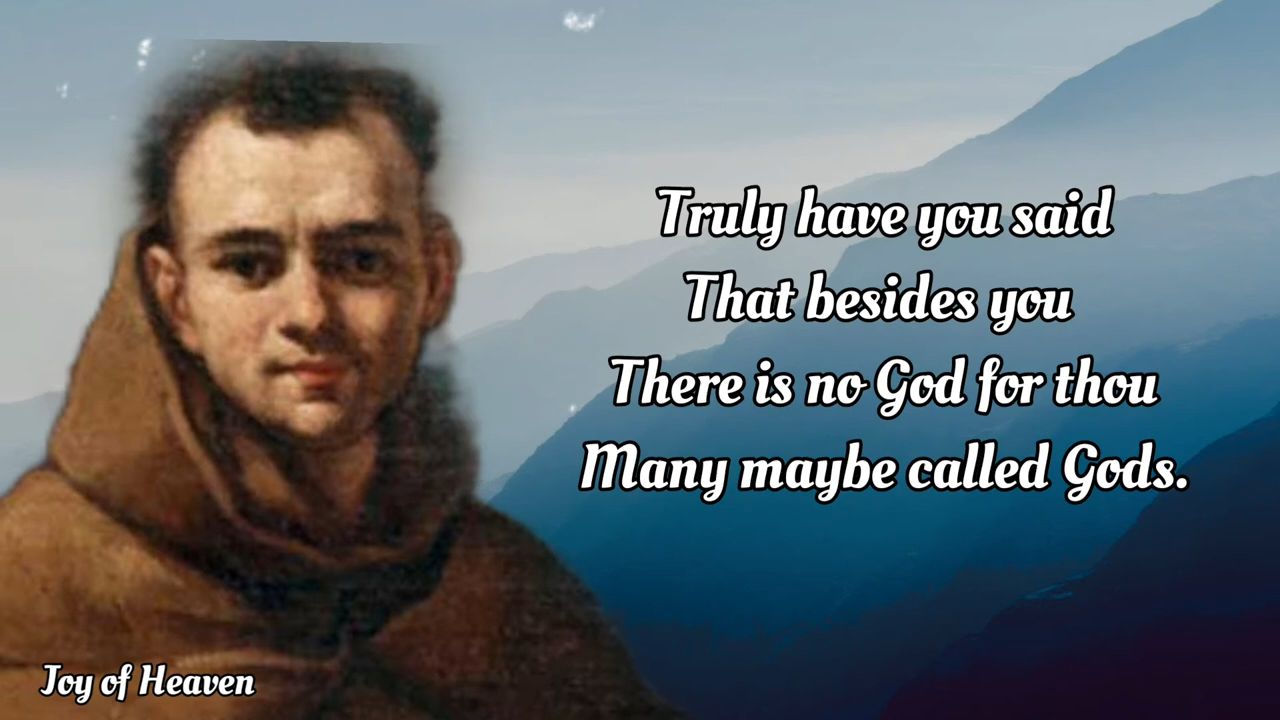 Truly have you said
That besides you
There is no God for thou
Many maybe called Gods.
Joy of Heaven